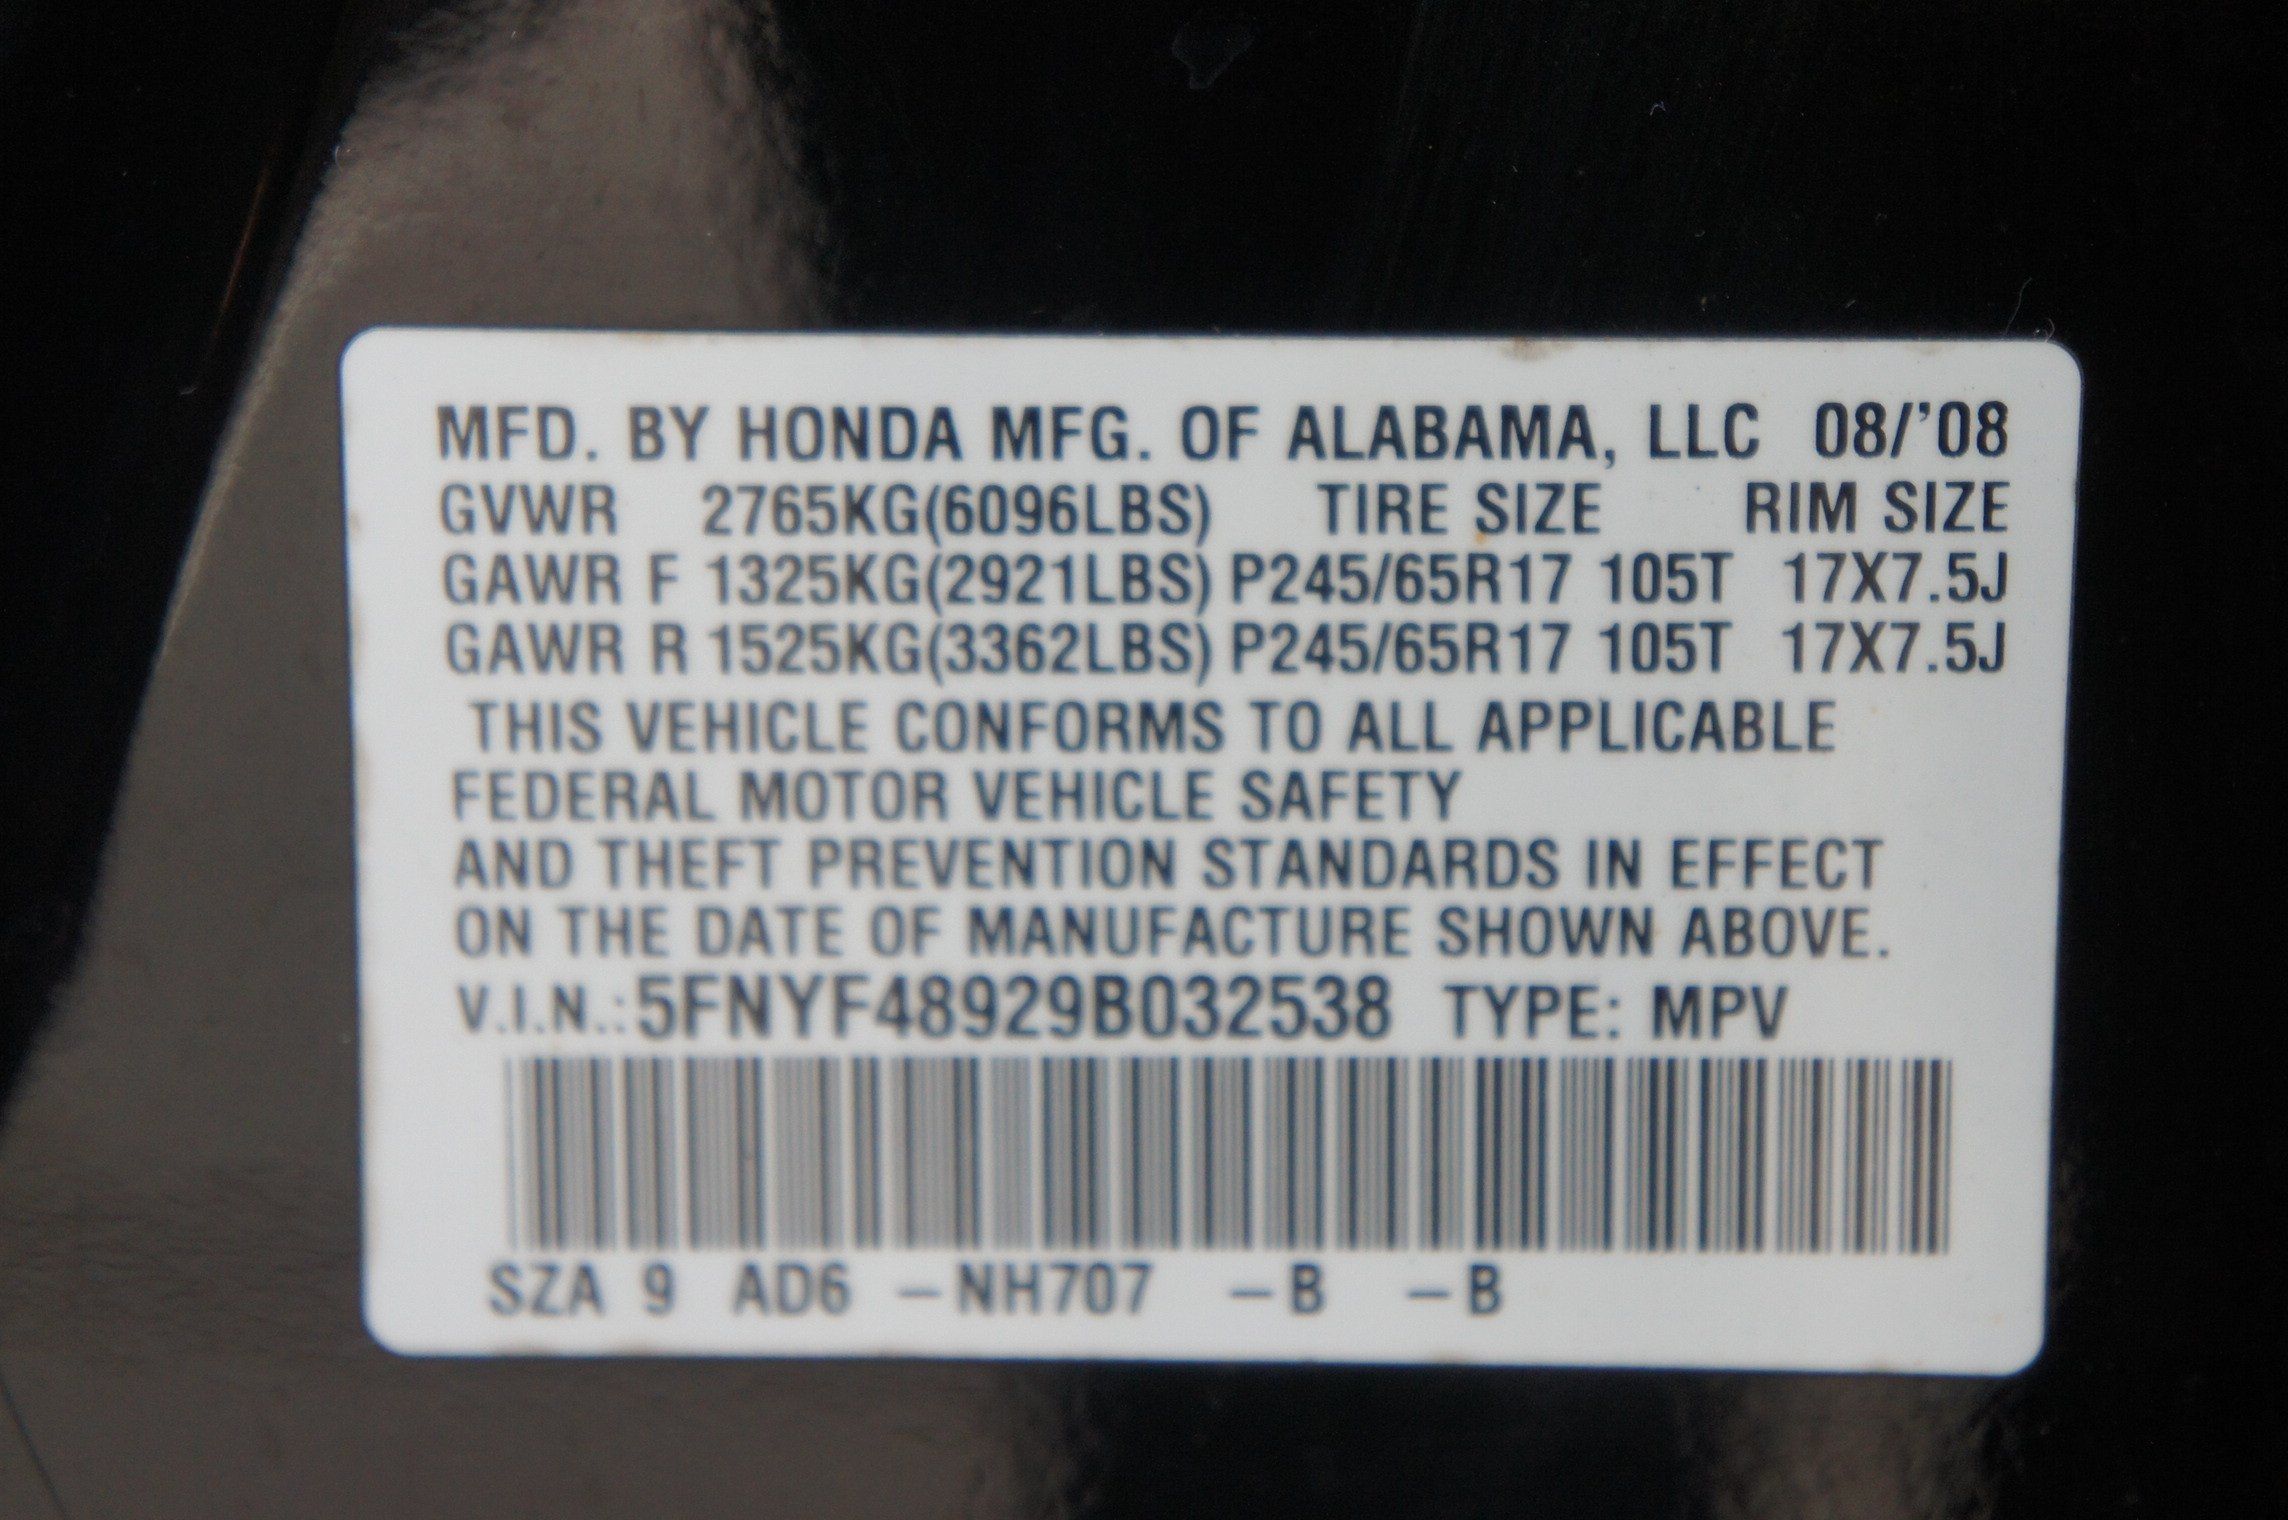 MFD. BY HONDA MFG. OF ALABAMA, LLC 08/'08
GVWR 2765KG(6096LBS) TIRE SIZE RIM SIZE
GAWR F 1325KG(2921LBS) P245/65R17 105T 17X7.5J
GAWR R 1525KG(3362LBS) P245/65R17 105T 17X7.5J
THIS VEHICLE CONFORMS TO ALL APPLICABLE
FEDERAL MOTOR VEHICLE SAFETY
AND THEFT PREVENTION STANDARDS IN EFFECT
ON THE DATE OF MANUFACTURE SHOWN ABOVE.
V.I.N.: 5FNYF48929B032538 TYPE: MPV
SZA 9 AD6 –NH707 –B –B